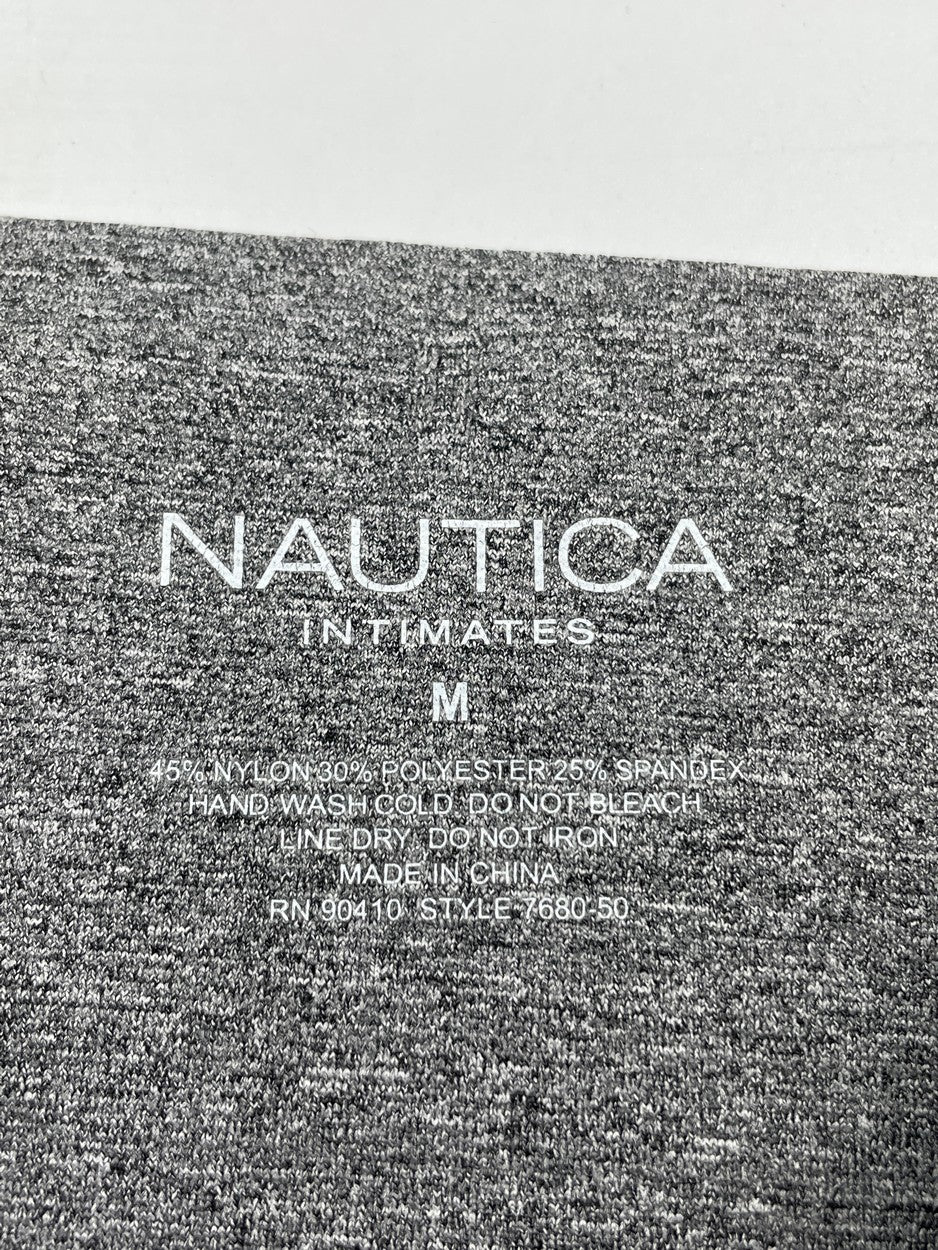 NAUTICA
INTIMATES
M
45% NYLON 30% POLYESTER 25% SPANDEX
HAND WASH COLD DO NOT BLEACH
LINE DRY DO NOT IRON
MADE IN CHINA
RN 90410 STYLE 7680-50